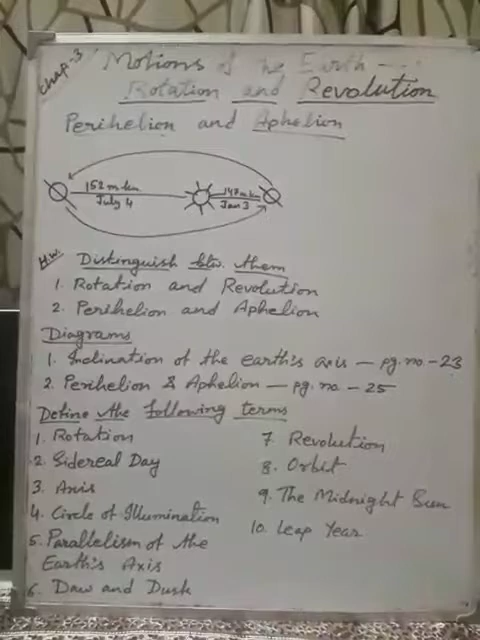 Chap-3
Motions of the Earth -
Rotation and Revolution
Perihelion and Aphelion
152 m km
July 4
147 m km
Jan 3
H.W. Distinguish btw. them
1. Rotation and Revolution
2. Perihelion and Aphelion
Diagrams
1. Inclination of the earth's axis — pg. no - 23
2. Perihelion & Aphelion — pg. no - 25
Define the following terms
1. Rotation
2. Sidereal Day
3. Axis
4. Circle of Illumination
5. Parallelism of the
Earth's Axis
6. Daw and Dusk
7. Revolution
8. Orbit
9. The Midnight Sun
10. Leap Year